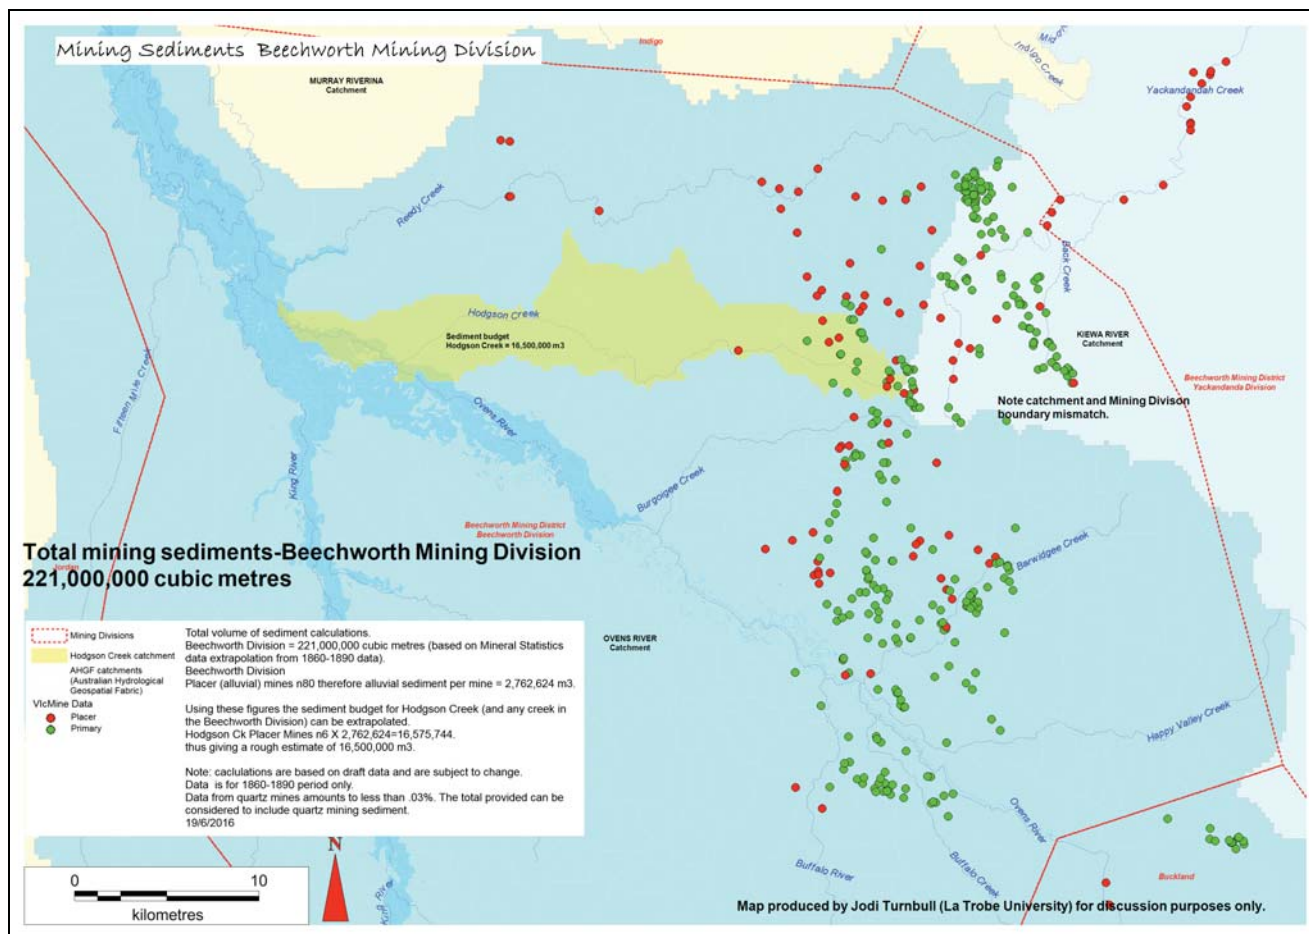 Mining Sediments Beechworth Mining Division
Indigo
MURRAY RIVERINA
Catchment
Indigo Creek
Yackandandah Creek
Reedy Creek
Back Creek
Hodgson Creek
Sediment budget
Hodgson Creek = 16,500,000 m3
KIEWA RIVER
Catchment
Beechworth Mining District
Yackandanda Division
Note catchment and Mining Divison
boundary mismatch.
Fifteen Mile Creek
Ovens River
King River
Burgoigee Creek
Beechworth Mining District
Beechworth Division
Barwidgee Creek
Total mining sediments-Beechworth Mining Division
221,000,000 cubic metres
Jordan
OVENS RIVER
Catchment
Mining Divisions
Hodgson Creek catchment
AHGF catchments
(Australian Hydrological
Geospatial Fabric)
VicMine Data
Placer
Primary
Total volume of sediment calculations.
Beechworth Division = 221,000,000 cubic metres (based on Mineral Statistics
data extrapolation from 1860-1890 data).
Beechworth Division
Placer (alluvial) mines n80 therefore alluvial sediment per mine = 2,762,624 m3.
Using these figures the sediment budget for Hodgson Creek (and any creek in
the Beechworth Division) can be extrapolated.
Hodgson Ck Placer Mines n6 X 2,762,624=16,575,744.
thus giving a rough estimate of 16,500,000 m3.
Note: caclulations are based on draft data and are subject to change.
Data is for 1860-1890 period only.
Data from quartz mines amounts to less than .03%. The total provided can be
considered to include quartz mining sediment.
19/6/2016
Happy Valley Creek
Ovens River
Buffalo River
Buffalo Creek
Buckland
N
0 10
kilometres
King River
Map produced by Jodi Turnbull (La Trobe University) for discussion purposes only.